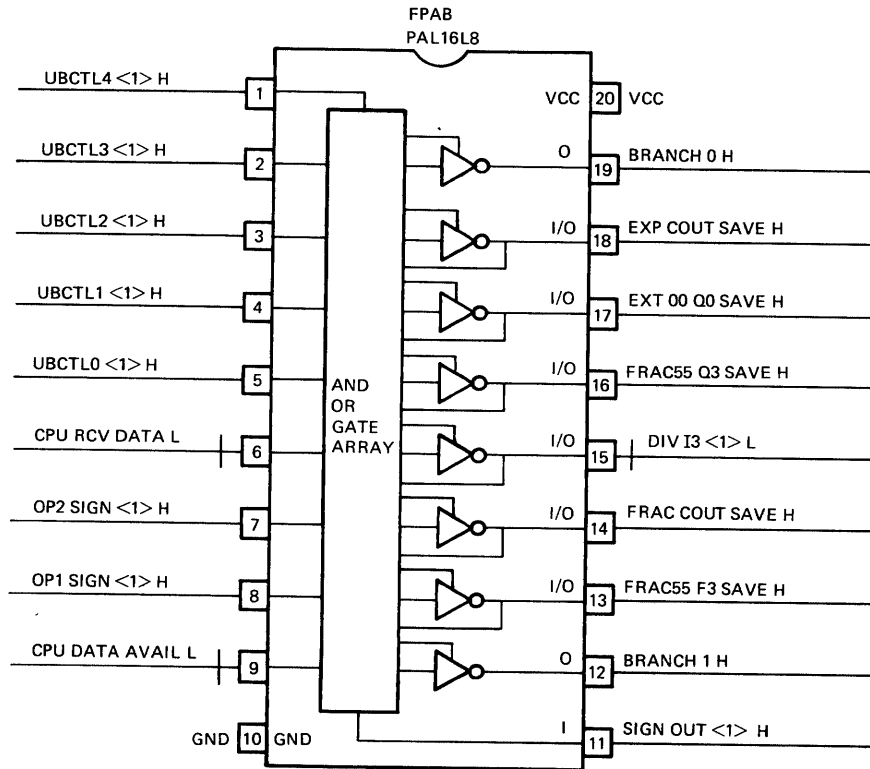 FPAB
PAL16L8
UBCTL4 <1> H
1
VCC
20
VCC
UBCTL3 <1> H
2
O
19
BRANCH 0 H
UBCTL2 <1> H
3
I/O
18
EXP COUT SAVE H
UBCTL1 <1> H
4
I/O
17
EXT 00 Q0 SAVE H
UBCTL0 <1> H
5
I/O
16
FRAC55 Q3 SAVE H
AND
OR
GATE
ARRAY
CPU RCV DATA L
6
I/O
15
DIV I3 <1> L
OP2 SIGN <1> H
7
I/O
14
FRAC COUT SAVE H
OP1 SIGN <1> H
8
I/O
13
FRAC55 F3 SAVE H
CPU DATA AVAIL L
9
O
12
BRANCH 1 H
GND
10
GND
I
11
SIGN OUT <1> H